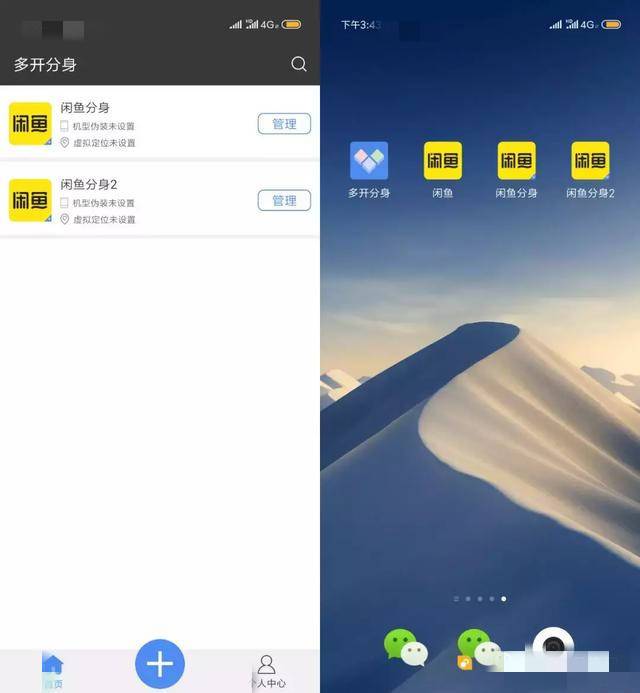 HD 4G
多开分身
闲鱼 闲鱼分身
机型伪装未设置
虚拟定位未设置
管理
闲鱼 闲鱼分身2
机型伪装未设置
虚拟定位未设置
管理
个人中心
下午3:43
HD 4G
闲鱼 闲鱼 闲鱼
多开分身 闲鱼 闲鱼分身 闲鱼分身2